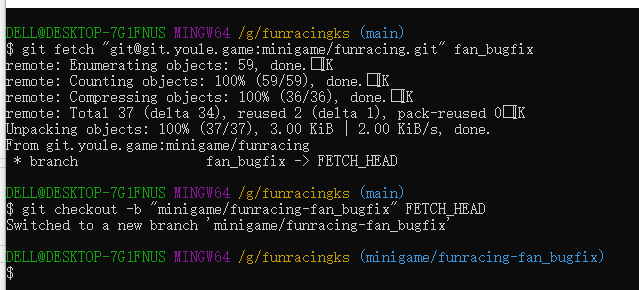 DELL@DESKTOP-7G1FNUS MINGW64 /g/funracingks (main)
$ git fetch "git@git.youle.game:minigame/funracing.git" fan_bugfix
remote: Enumerating objects: 59, done.□[K
remote: Counting objects: 100% (59/59), done.□[K
remote: Compressing objects: 100% (36/36), done.□[K
remote: Total 37 (delta 34), reused 2 (delta 1), pack-reused 0□[K
Unpacking objects: 100% (37/37), 3.00 KiB | 2.00 KiB/s, done.
From git.youle.game:minigame/funracing
 * branch            fan_bugfix -> FETCH_HEAD
DELL@DESKTOP-7G1FNUS MINGW64 /g/funracingks (main)
$ git checkout -b "minigame/funracing-fan_bugfix" FETCH_HEAD
Switched to a new branch 'minigame/funracing-fan_bugfix'
DELL@DESKTOP-7G1FNUS MINGW64 /g/funracingks (minigame/funracing-fan_bugfix)
$